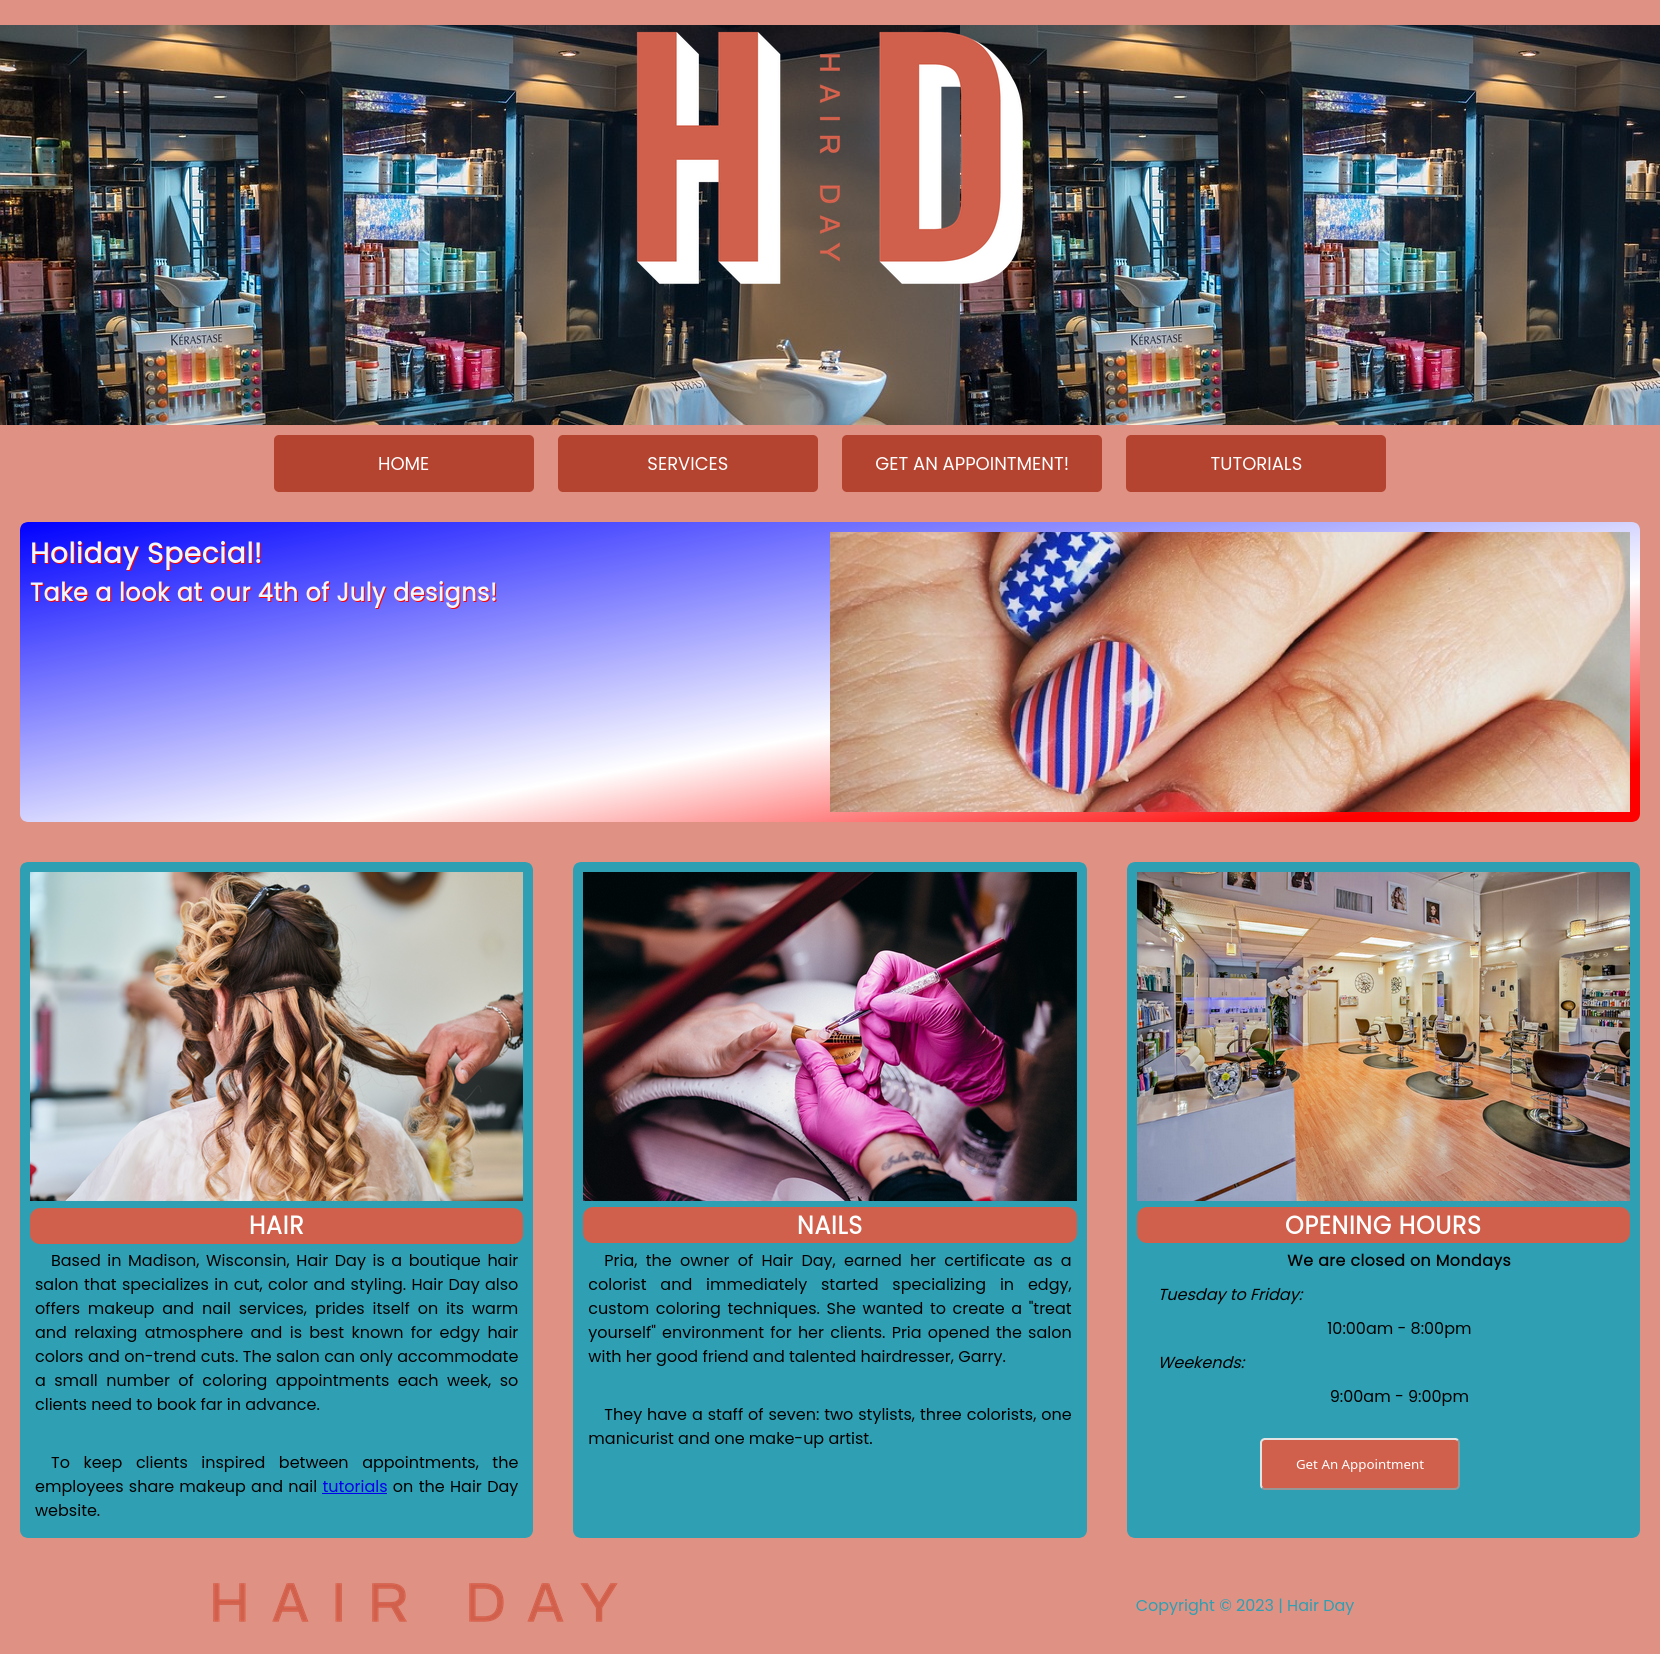 H D
HAIR DAY
KÉRASTASE
KÉRASTASE
HOME
SERVICES
GET AN APPOINTMENT!
TUTORIALS
Holiday Special!
Take a look at our 4th of July designs!
HAIR
Based in Madison, Wisconsin, Hair Day is a boutique hair
salon that specializes in cut, color and styling. Hair Day also
offers makeup and nail services, prides itself on its warm
and relaxing atmosphere and is best known for edgy hair
colors and on-trend cuts. The salon can only accommodate
a small number of coloring appointments each week, so
clients need to book far in advance.
To keep clients inspired between appointments, the
employees share makeup and nail tutorials on the Hair Day
website.
NAILS
Pria, the owner of Hair Day, earned her certificate as a
colorist and immediately started specializing in edgy,
custom coloring techniques. She wanted to create a "treat
yourself" environment for her clients. Pria opened the salon
with her good friend and talented hairdresser, Garry.
They have a staff of seven: two stylists, three colorists, one
manicurist and one make-up artist.
OPENING HOURS
We are closed on Mondays
Tuesday to Friday:
10:00am - 8:00pm
Weekends:
9:00am - 9:00pm
Get An Appointment
HAIR DAY
Copyright © 2023 | Hair Day